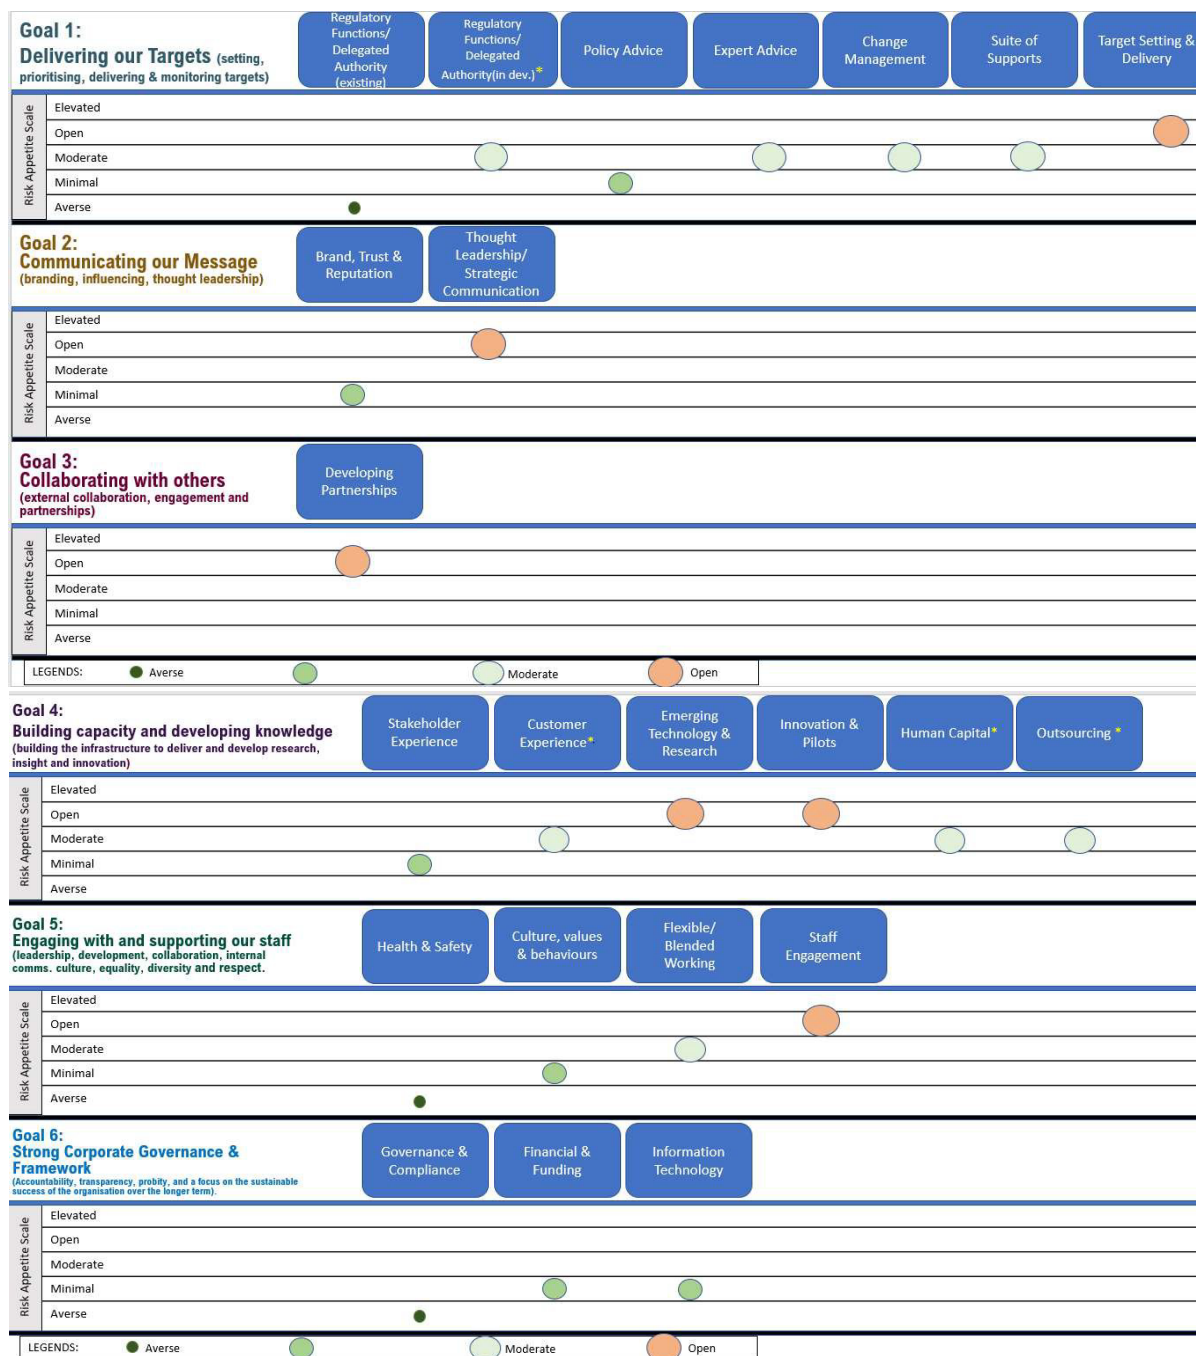 Goal 1:
Delivering our Targets (setting,
prioritising, delivering & monitoring targets)
Regulatory
Functions/
Delegated
Authority
(existing)
Regulatory
Functions/
Delegated
Authority(in dev.)*
Policy Advice
Expert Advice
Change
Management
Suite of
Supports
Target Setting &
Delivery
Risk Appetite Scale
Elevated
Open
Moderate
Minimal
Averse
Goal 2:
Communicating our Message
(branding, influencing, thought leadership)
Brand, Trust &
Reputation
Thought
Leadership/
Strategic
Communication
Risk Appetite Scale
Elevated
Open
Moderate
Minimal
Averse
Goal 3:
Collaborating with others
(external collaboration, engagement and
partnerships)
Developing
Partnerships
Risk Appetite Scale
Elevated
Open
Moderate
Minimal
Averse
LEGENDS: Averse Moderate Open
Goal 4:
Building capacity and developing knowledge
(building the infrastructure to deliver and develop research,
insight and innovation)
Stakeholder
Experience
Customer
Experience*
Emerging
Technology &
Research
Innovation &
Pilots
Human Capital*
Outsourcing *
Risk Appetite Scale
Elevated
Open
Moderate
Minimal
Averse
Goal 5:
Engaging with and supporting our staff
(leadership, development, collaboration, internal
comms. culture, equality, diversity and respect.
Health & Safety
Culture, values
& behaviours
Flexible/
Blended
Working
Staff
Engagement
Risk Appetite Scale
Elevated
Open
Moderate
Minimal
Averse
Goal 6:
Strong Corporate Governance &
Framework
(Accountability, transparency, probity, and a focus on the sustainable
success of the organisation over the longer term).
Governance &
Compliance
Financial &
Funding
Information
Technology
Risk Appetite Scale
Elevated
Open
Moderate
Minimal
Averse
LEGENDS: Averse Moderate Open